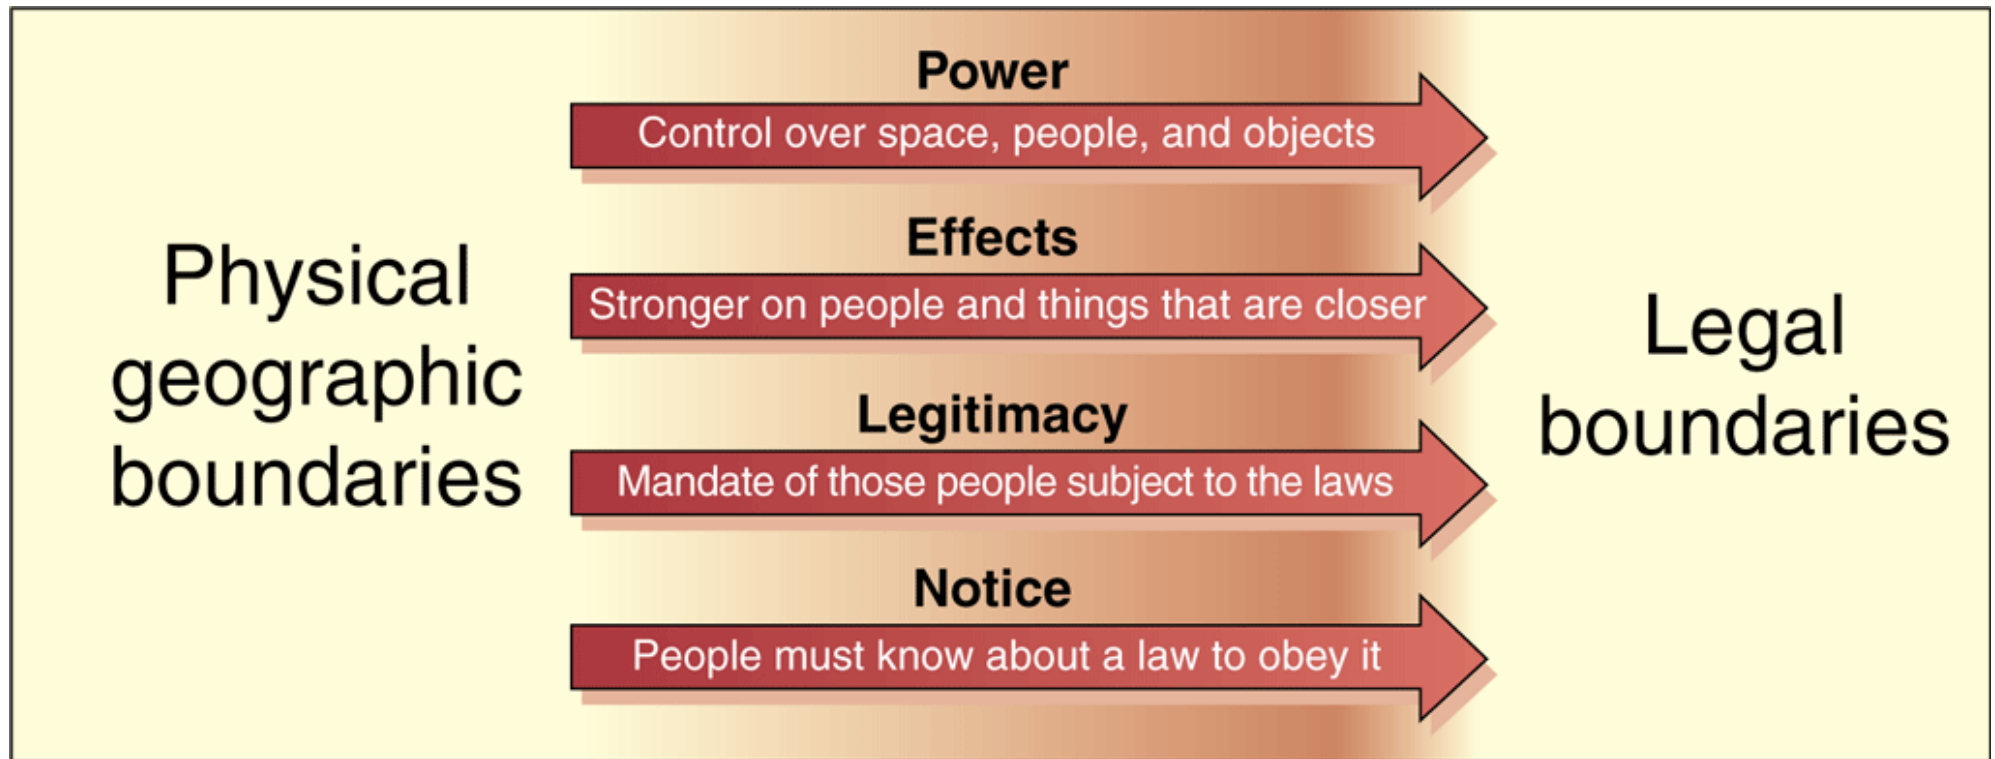 Physical
geographic
boundaries
Power
Control over space, people, and objects
Effects
Stronger on people and things that are closer
Legitimacy
Mandate of those people subject to the laws
Notice
People must know about a law to obey it
Legal
boundaries